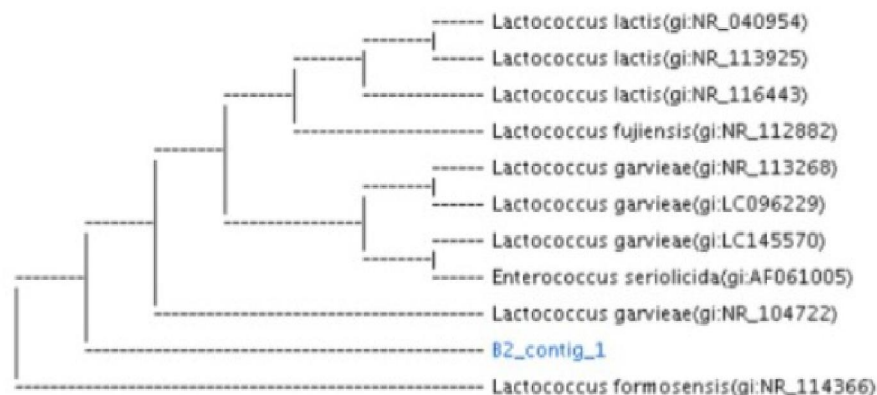 Lactococcus lactis(gi:NR_040954)
Lactococcus lactis(gi:NR_113925)
Lactococcus lactis(gi:NR_116443)
Lactococcus fujiensis(gi:NR_112882)
Lactococcus garvieae(gi:NR_113268)
Lactococcus garvieae(gi:LC096229)
Lactococcus garvieae(gi:LC145570)
Enterococcus seriolicida(gi:AF061005)
Lactococcus garvieae(gi:NR_104722)
B2_contig_1
Lactococcus formosensis(gi:NR_114366)